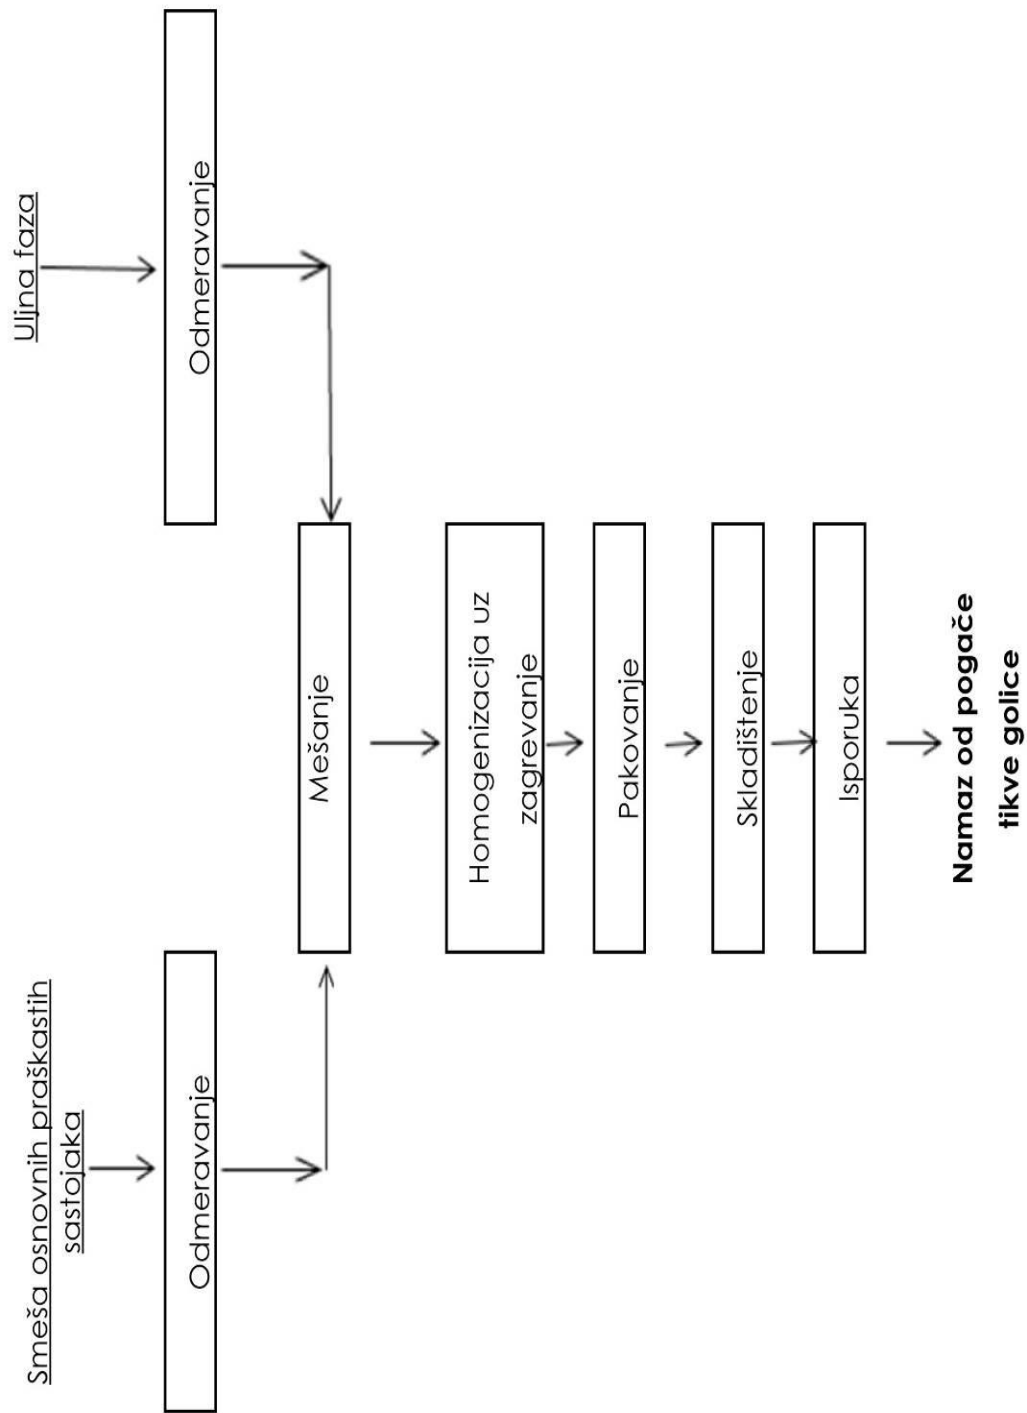 Smeša osnovnih praškastih
sastojaka
Uljna faza
Odmeravanje
Odmeravanje
Mešanje
Homogenizacija uz
zagrevanje
Pakovanje
Skladištenje
Isporuka
Namaz od pogače
tikve golice